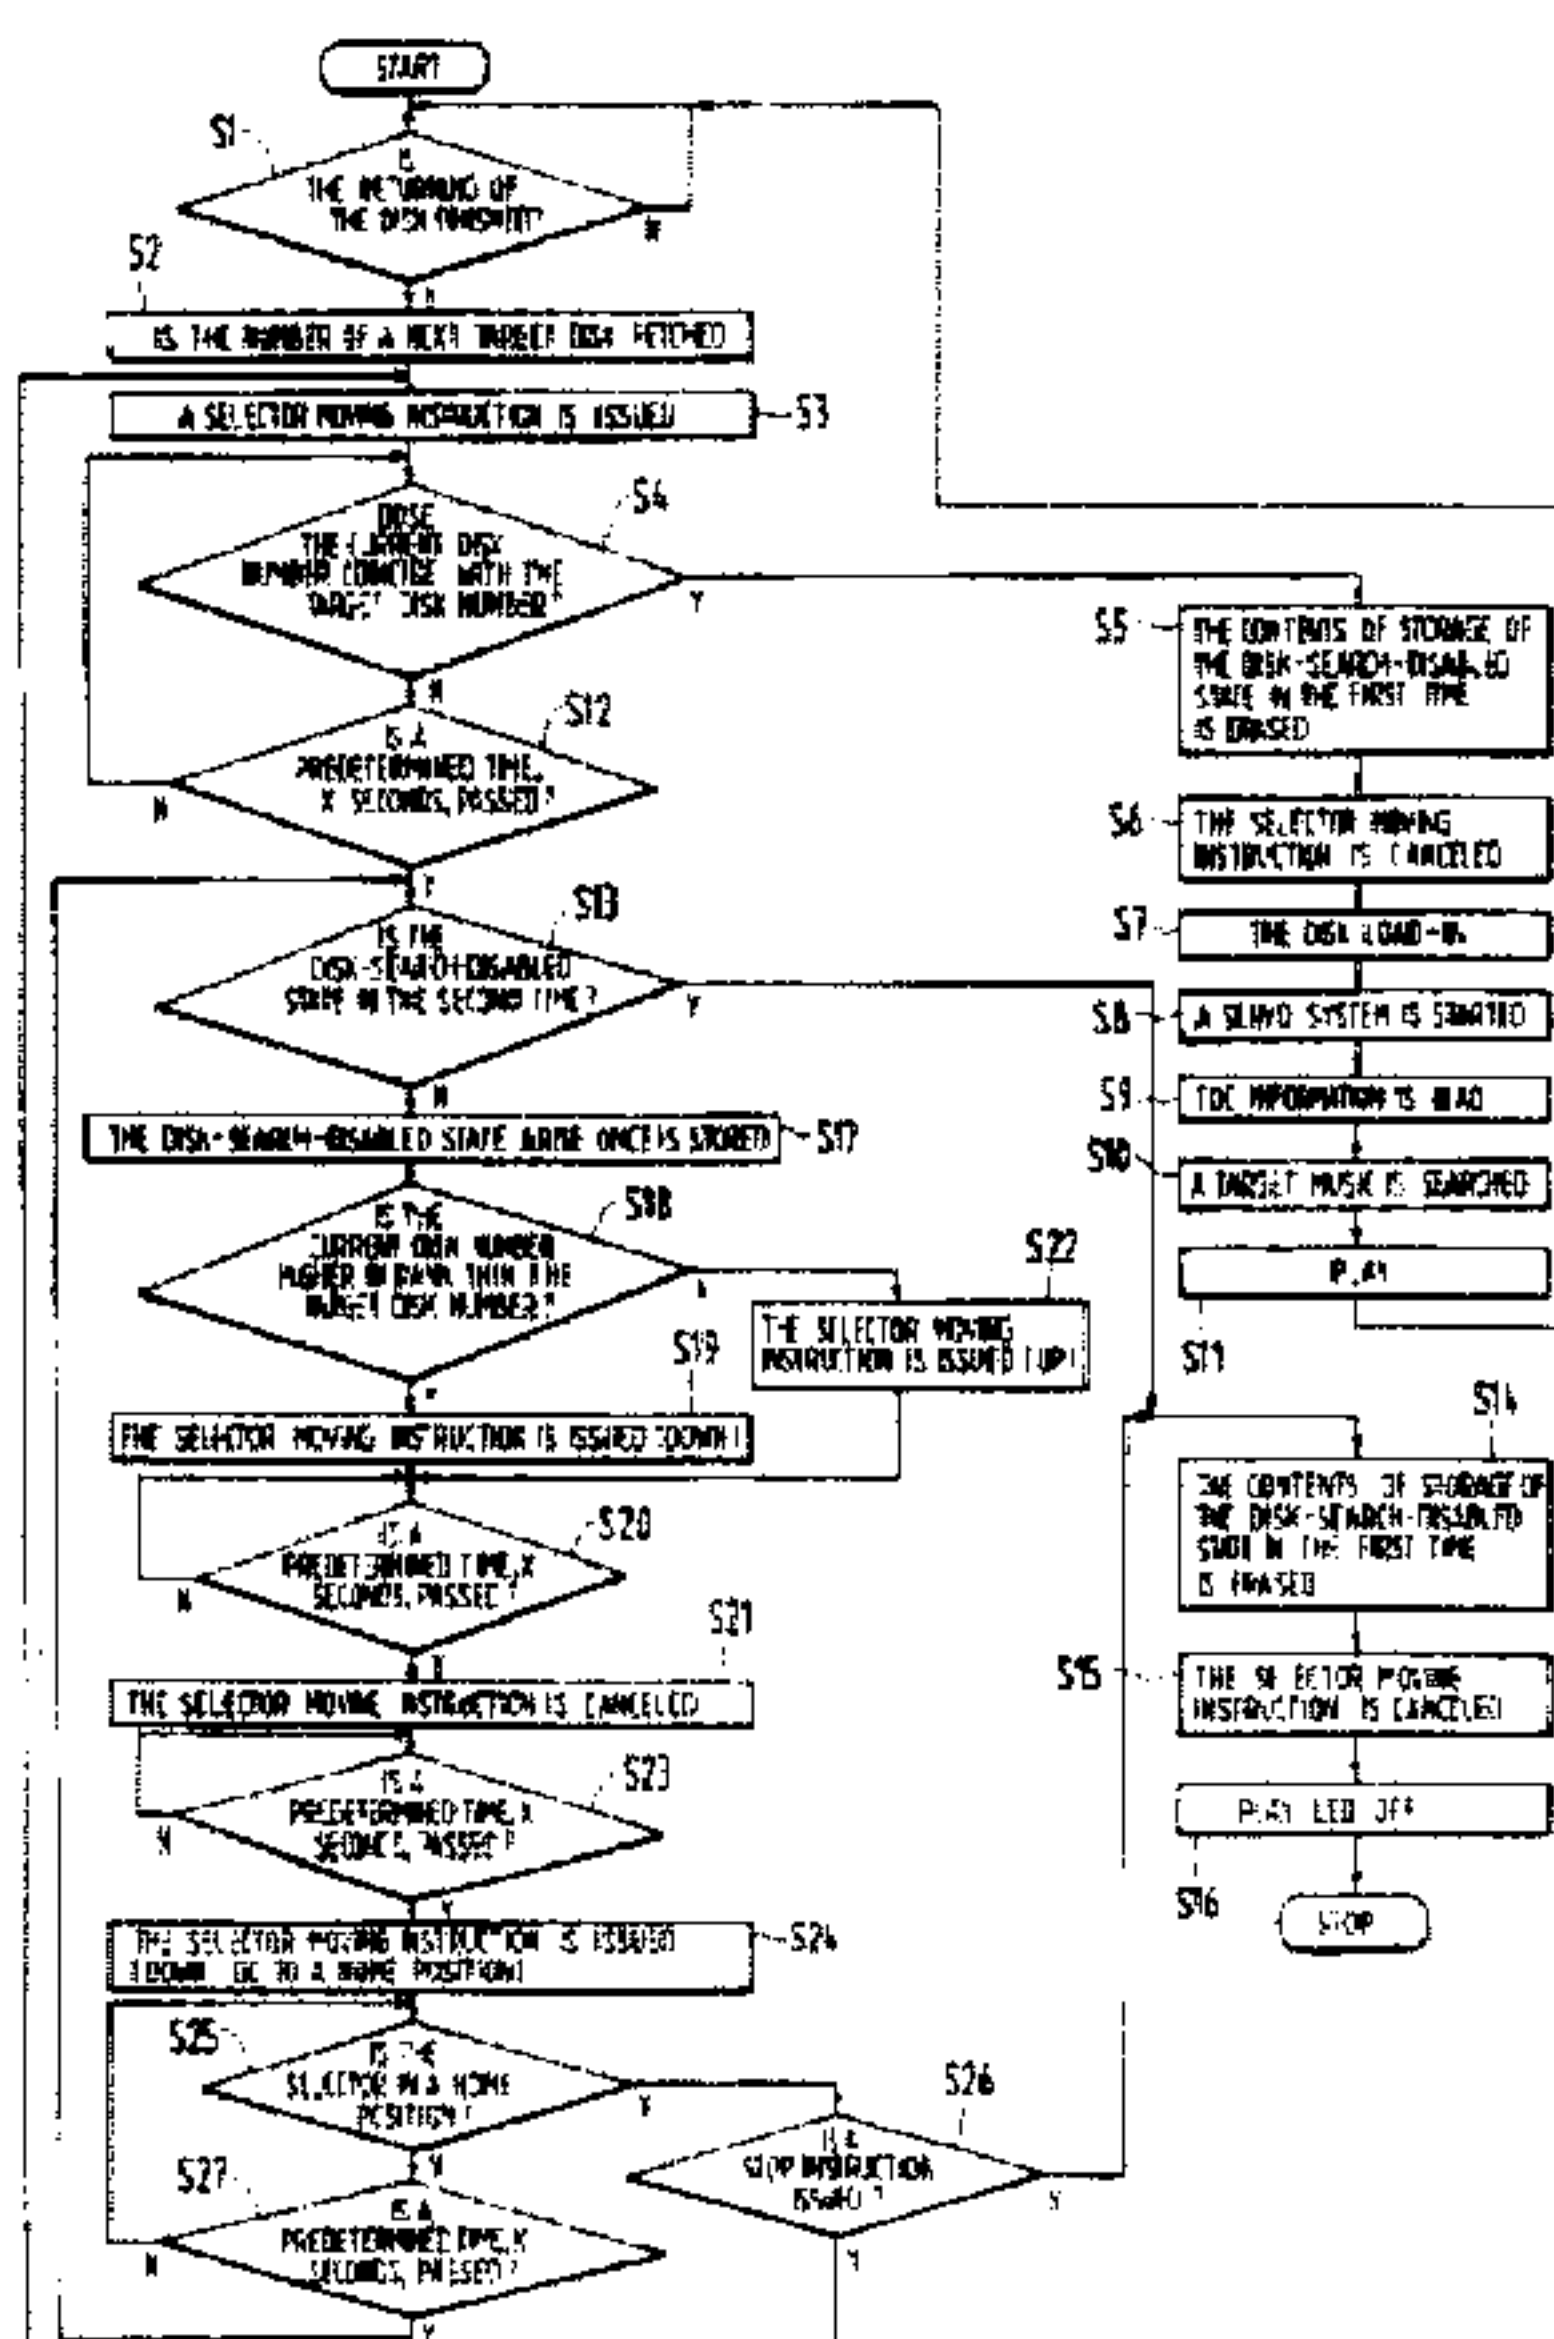 START
S1
IS
THE RETURNING OF
THE DISK FINISHED?
N
S2
Y
IS THE NUMBER OF A NEXT TARGET DISK FETCHED
A SELECTOR MOVING INSTRUCTION IS ISSUED
S3
DOSE
THE CURRENT DISK
NUMBER COINCIDE WITH THE
TARGET DISK NUMBER?
S4
Y
N
S5
THE CONTENTS OF STORAGE OF
THE DISK-SEARCH-DISABLED
STATE IN THE FIRST TIME
IS ERASED
S12
IS A
PREDETERMINED TIME,
X SECONDS, PASSED?
N
Y
S6
THE SELECTOR MOVING
INSTRUCTION IS CANCELED
S7
THE DISK LOAD-IN
S13
IS THE
DISK-SEARCH-DISABLED
STATE IN THE SECOND TIME?
Y
N
S8
A SERVO SYSTEM IS STARTED
S9
TOC INFORMATION IS READ
S10
A TARGET MUSIC IS SEARCHED
PLAY
S11
THE DISK-SEARCH-DISABLED STATE ONCE IS STORED
S17
S18
IS THE
CURRENT DISK NUMBER
HIGHER IN RANK THIN THE
TARGET DISK NUMBER?
N
Y
S22
THE SELECTOR MOVING
INSTRUCTION IS ISSUED (UP)
S19
THE SELECTOR MOVING INSTRUCTION IS ISSUED (DOWN)
S14
THE CONTENTS OF STORAGE OF
THE DISK-SEARCH-DISABLED
STATE IN THE FIRST TIME
IS ERASED
S20
IS A
PREDETERMINED TIME, X
SECONDS, PASSED?
N
Y
S21
THE SELECTOR MOVING INSTRUCTION IS CANCELED
S15
THE SELECTOR MOVING
INSTRUCTION IS CANCELED
S23
IS A
PREDETERMINED TIME, X
SECONDS, PASSED?
N
Y
PLAY LED OFF
S16
STOP
THE SELECTOR MOVING INSTRUCTION IS ISSUED
(DOWN, GO TO A HOME POSITION)
S24
S25
IS THE
SELECTOR IN A HOME
POSITION?
Y
N
S26
IS A
STOP INSTRUCTION
ISSUED?
Y
N
S27
IS A
PREDETERMINED TIME, X
SECONDS, PASSED?
N
Y